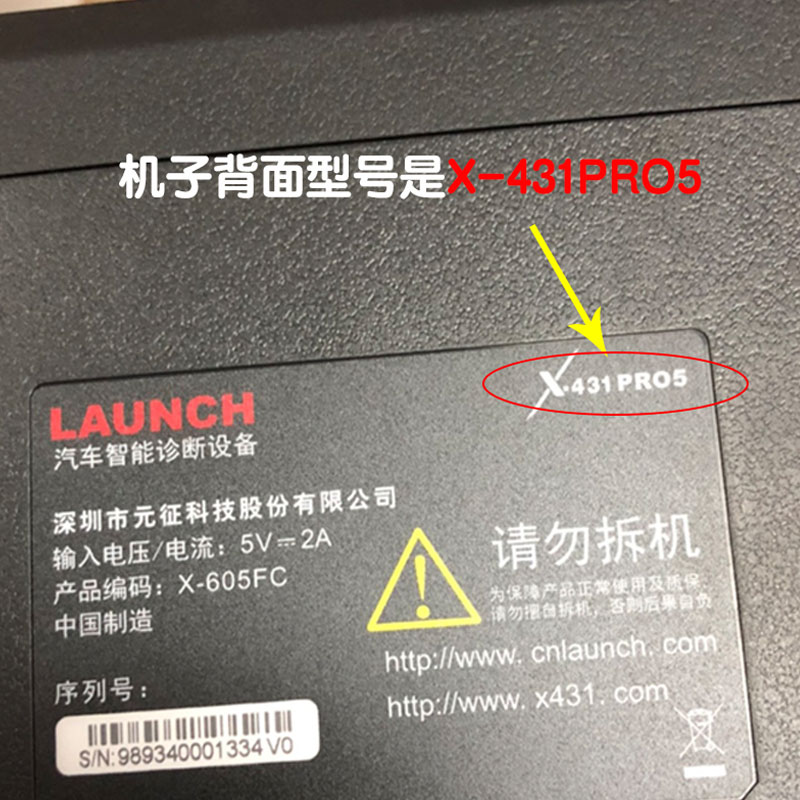 机子背面型号是X-431PRO5
X-431PRO5
LAUNCH
汽车智能诊断设备
深圳市元征科技股份有限公司
输入电压/电流：5V⎓2A
产品编码：X-605FC
中国制造
请勿拆机
为保障产品正常使用及质保，
请勿擅自拆机，否则后果自负
http://www. cnlaunch. com
http://www. x431. com
序列号：
S/N: 989340001334 V0